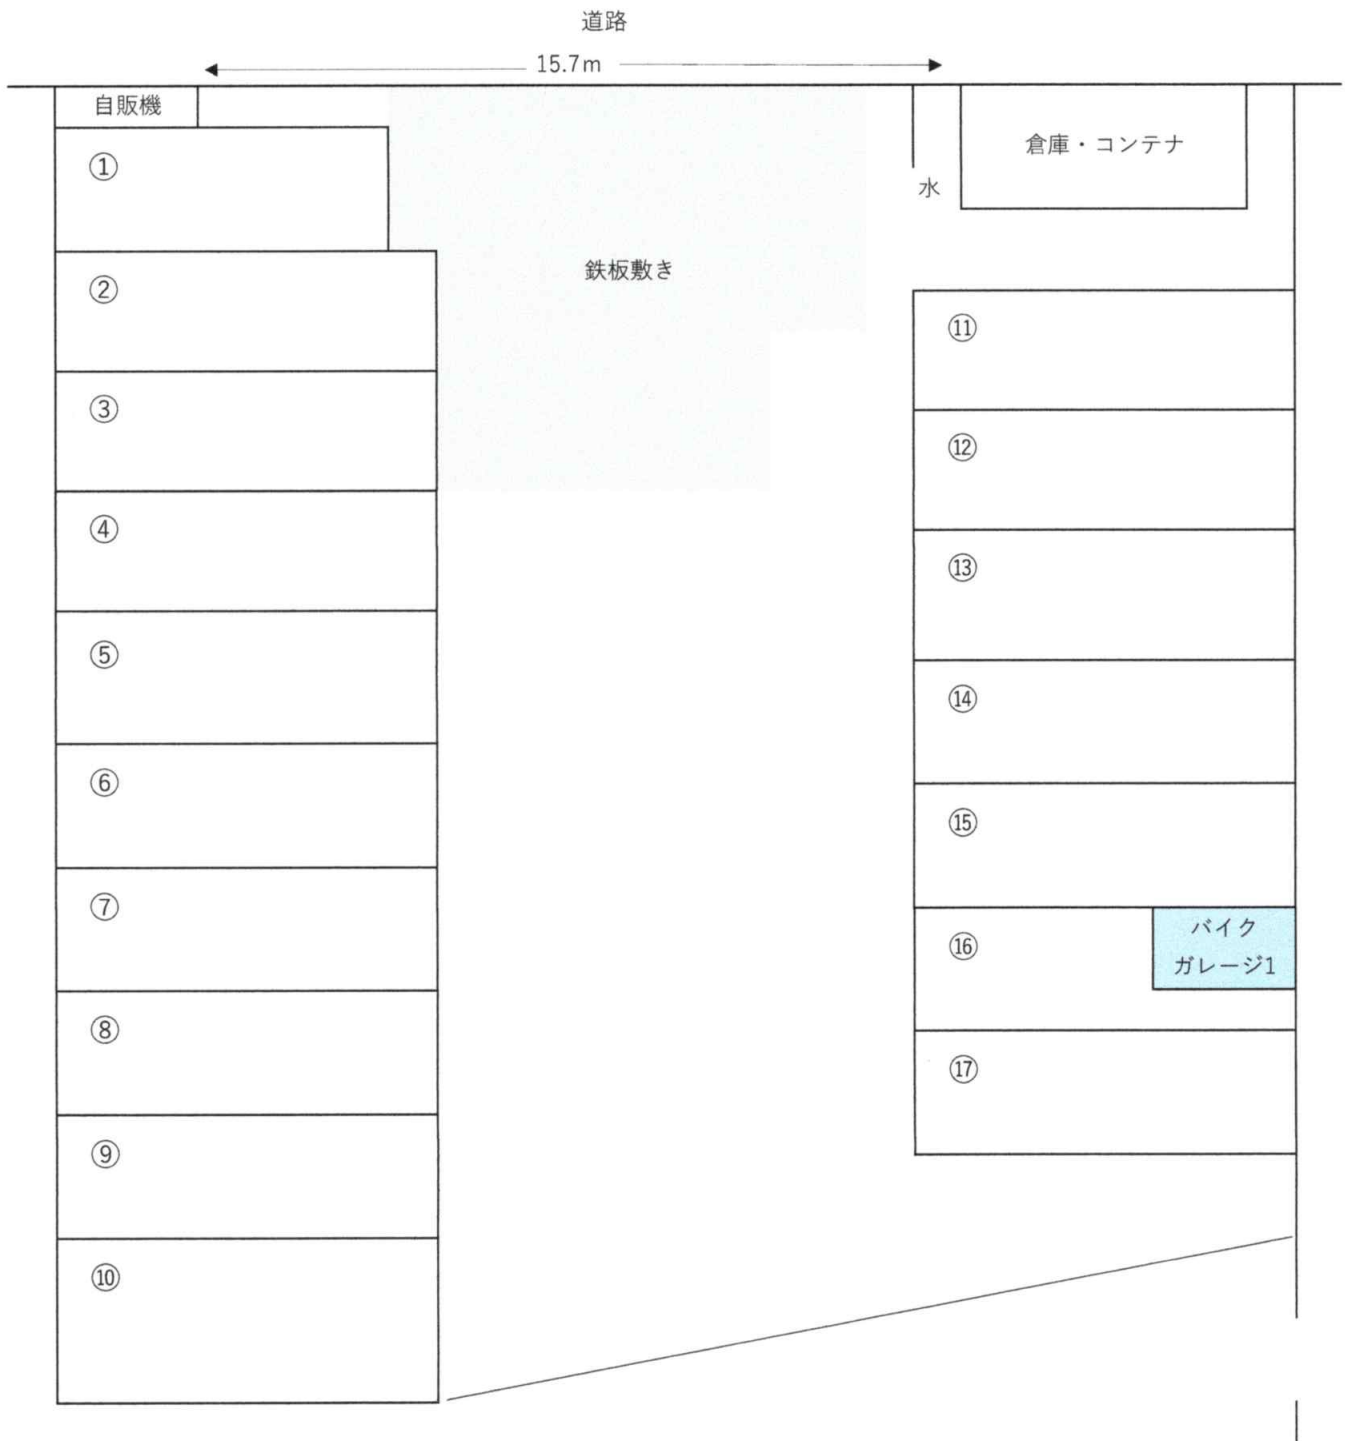 道路
15.7m
自販機
①
②
③
④
⑤
⑥
⑦
⑧
⑨
⑩
鉄板敷き
水
倉庫・コンテナ
⑪
⑫
⑬
⑭
⑮
⑯
バイク
ガレージ1
⑰